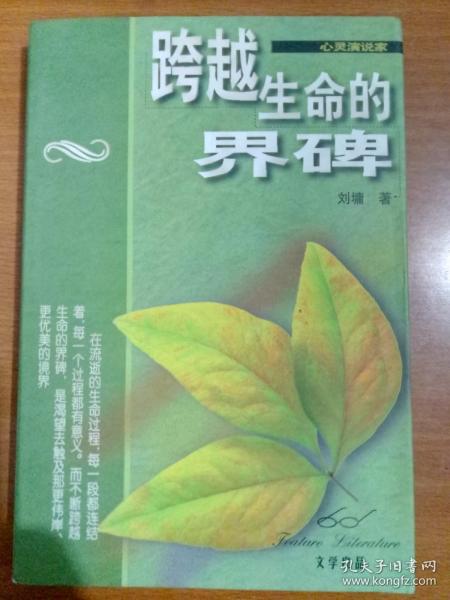 心灵演说家
跨越生命的
界碑
刘墉 著
在流逝的生命过程,每一段都连结
着,每一个过程都有意义。而不断跨越
生命的界碑,是渴望去触及那更伟岸、
更优美的境界
Feature Literature
文学桌品
孔夫子旧书网
kongfz.com